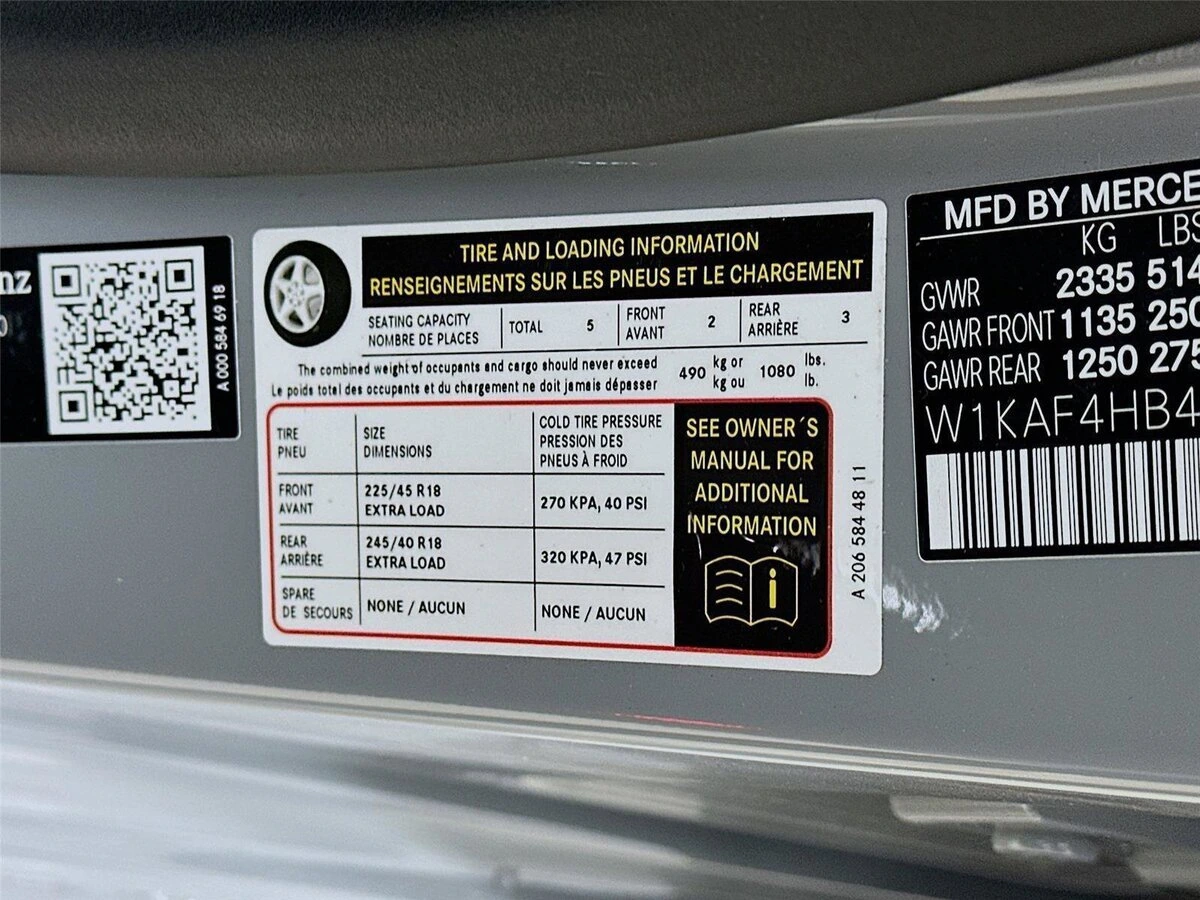 nz
A 000 584 69 18
TIRE AND LOADING INFORMATION
RENSEIGNEMENTS SUR LES PNEUS ET LE CHARGEMENT
SEATING CAPACITY
NOMBRE DE PLACES
TOTAL 5
FRONT
AVANT
2
REAR
ARRIÈRE
3
The combined weight of occupants and cargo should never exceed
Le poids total des occupants et du chargement ne doit jamais dépasser
490 kg or
kg ou
1080 lbs.
lb.
TIRE
PNEU
SIZE
DIMENSIONS
COLD TIRE PRESSURE
PRESSION DES
PNEUS À FROID
FRONT
AVANT
225/45 R18
EXTRA LOAD
270 KPA, 40 PSI
REAR
ARRIÈRE
245/40 R18
EXTRA LOAD
320 KPA, 47 PSI
SPARE
DE SECOURS
NONE / AUCUN
NONE / AUCUN
SEE OWNER´S
MANUAL FOR
ADDITIONAL
INFORMATION
i
A 206 584 48 11
MFD BY MERCE
KG LBS
GVWR 2335 514
GAWR FRONT 1135 250
GAWR REAR 1250 275
W1KAF4HB4